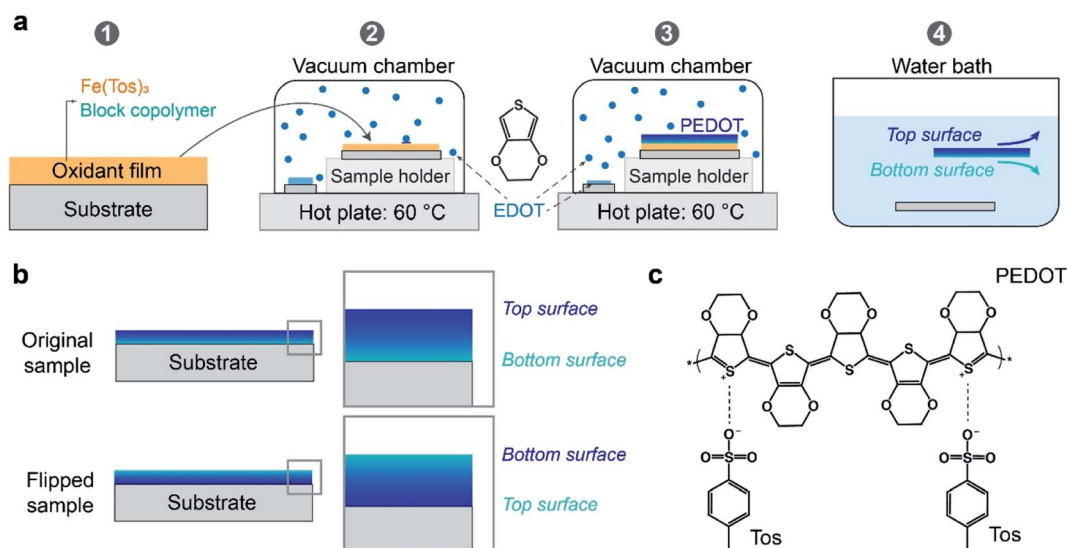 a
1
2
3
4
Vacuum chamber
Vacuum chamber
Water bath
Fe(Tos)₃
Block copolymer
Oxidant film
Substrate
Sample holder
Hot plate: 60 °C
S
O
O
EDOT
PEDOT
Sample holder
Hot plate: 60 °C
Top surface
Bottom surface
b
Original
sample
Substrate
Top surface
Bottom surface
Flipped
sample
Substrate
Bottom surface
Top surface
c
PEDOT
O O
O O
O O
S
S
*
*
S
+
S
S
+
O O
O O
O⁻
O⁻
O=S=O
O=S=O
Tos
Tos